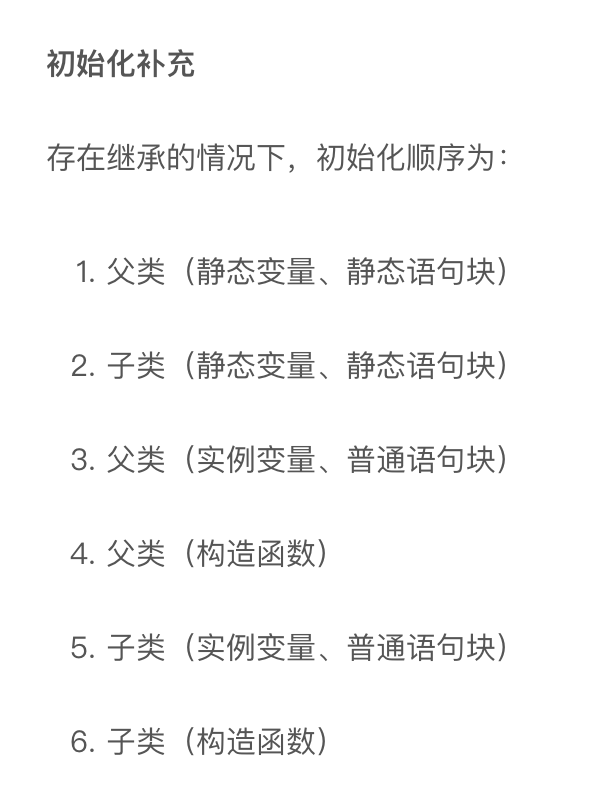 初始化补充
存在继承的情况下，初始化顺序为：
1. 父类（静态变量、静态语句块）
2. 子类（静态变量、静态语句块）
3. 父类（实例变量、普通语句块）
4. 父类（构造函数）
5. 子类（实例变量、普通语句块）
6. 子类（构造函数）